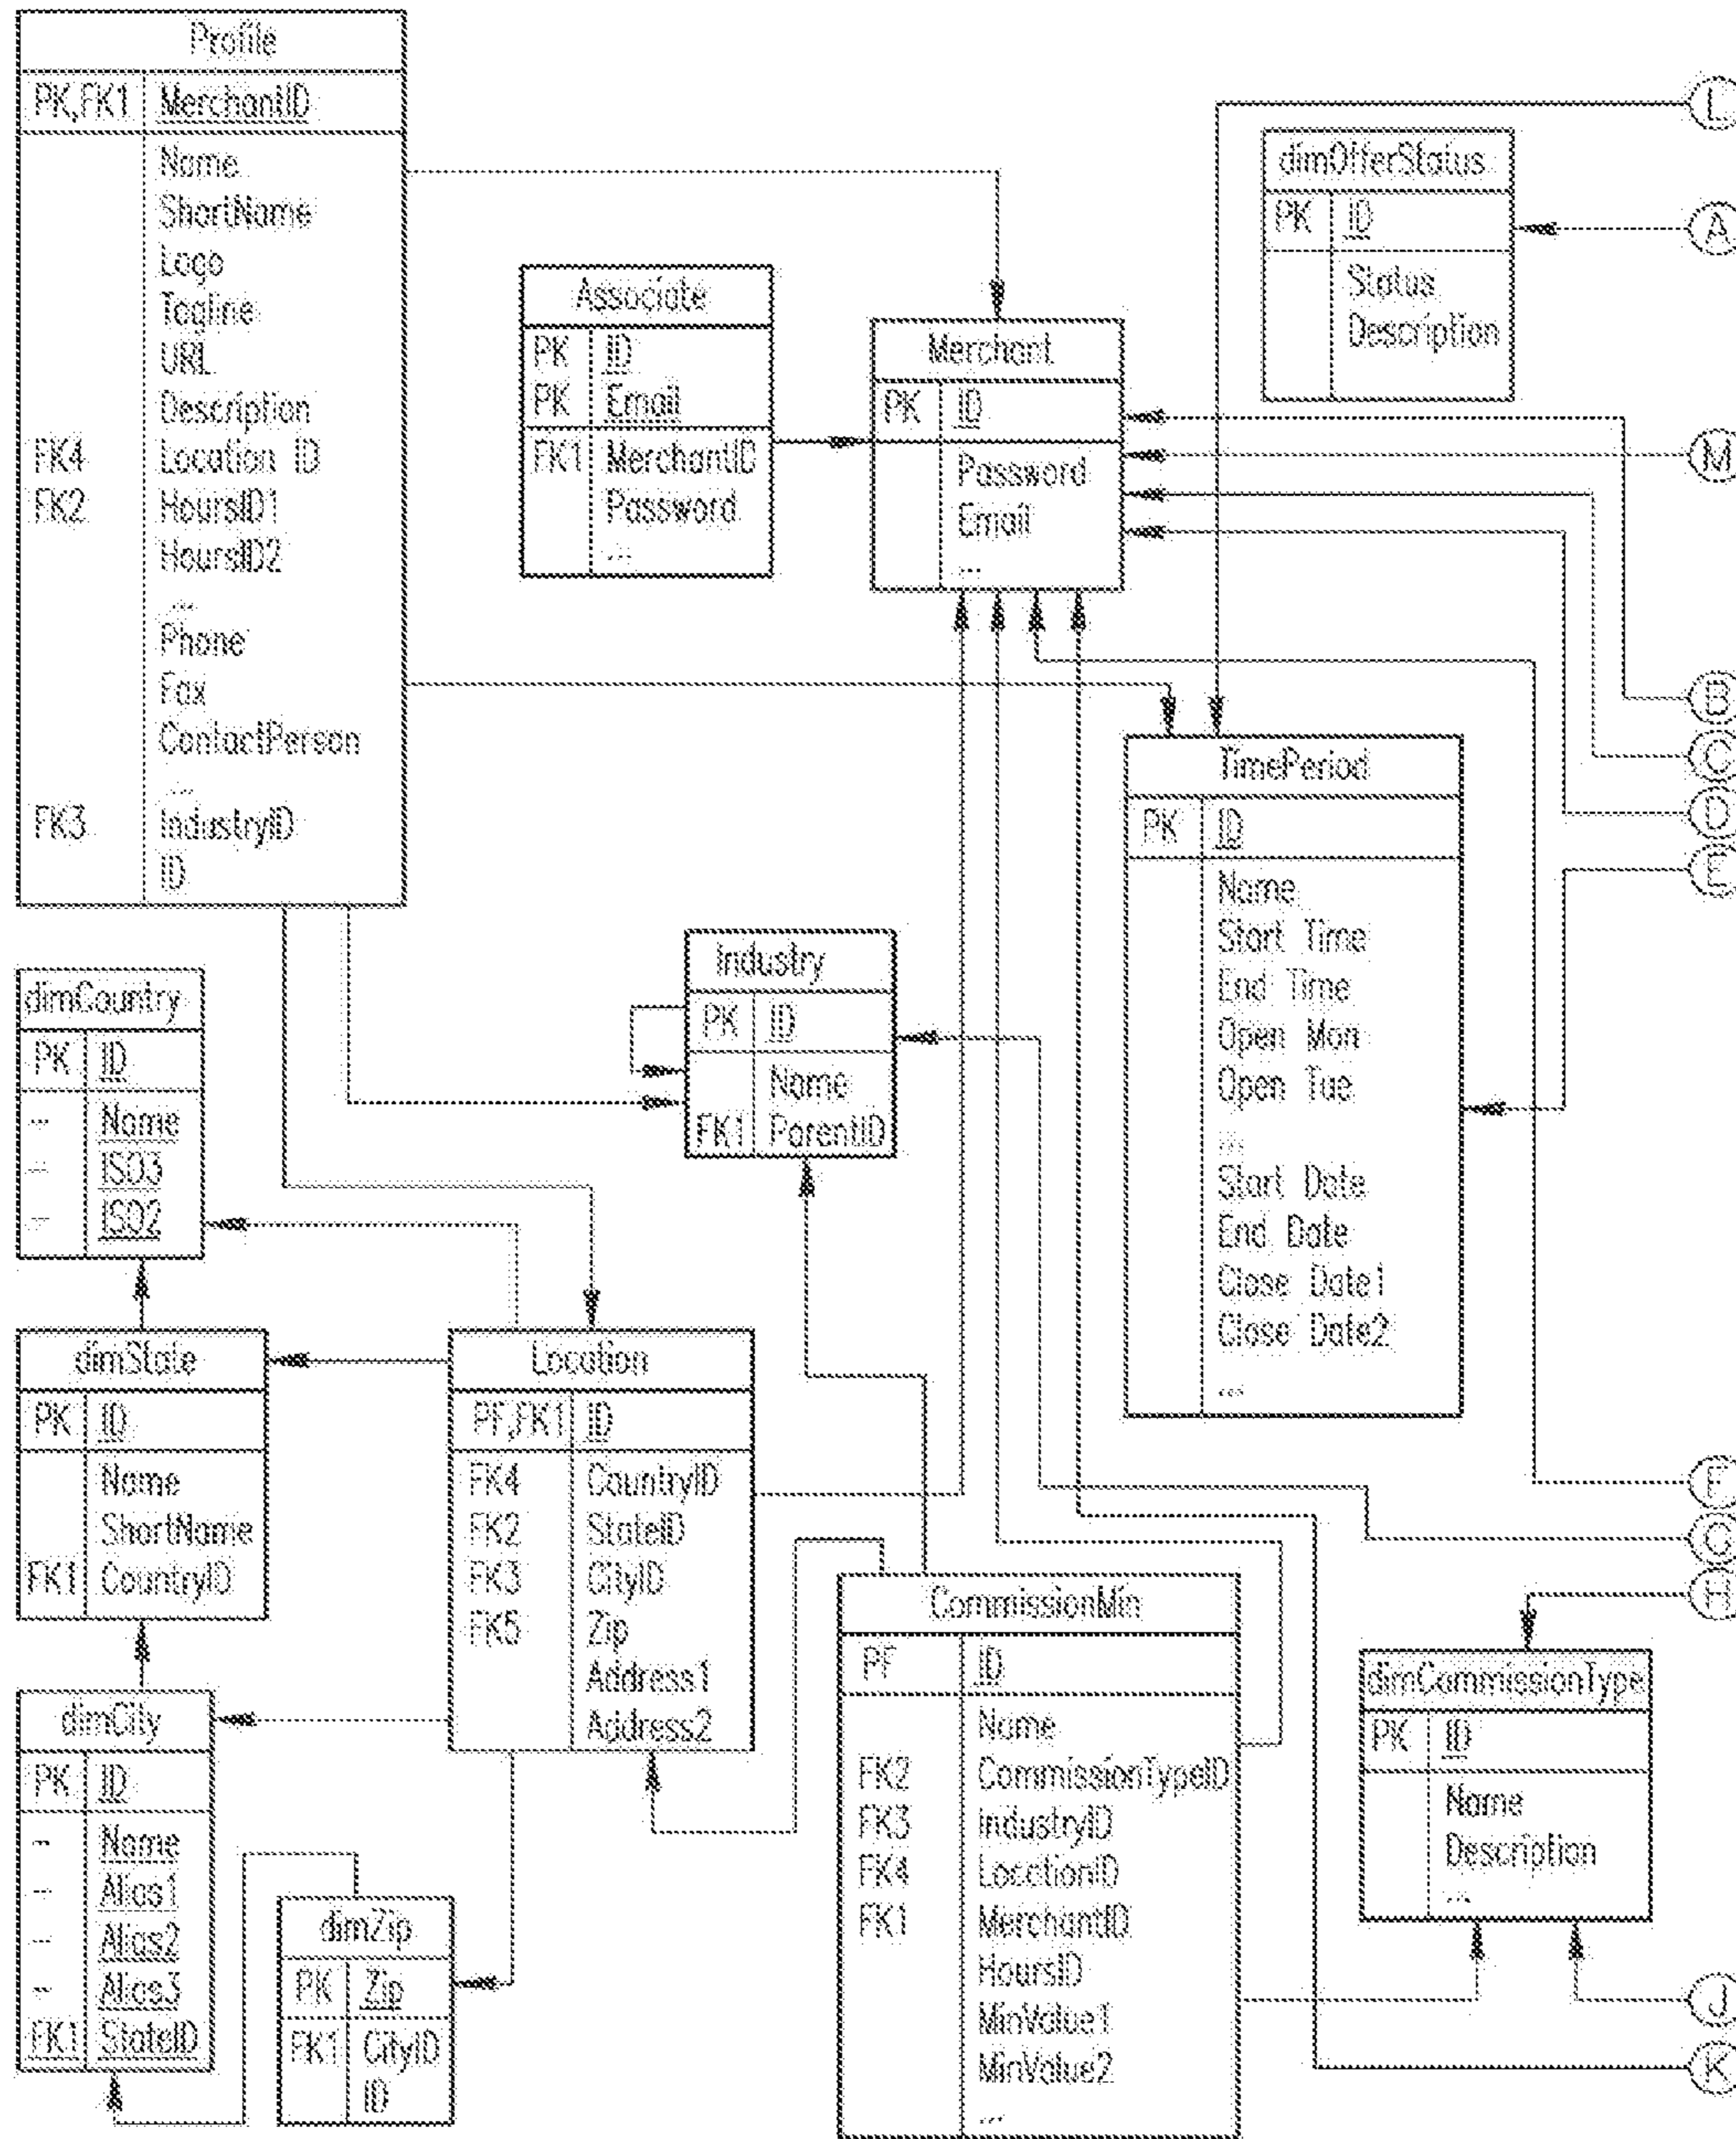 Profile
PK,FK1 MerchantID
Name
ShortName
Logo
Tagline
URL
Description
FK4 Location ID
FK2 HoursID1
HoursID2
...
Phone
Fax
ContactPerson
...
FK3 IndustryID
ID
Associate
PK ID
PK Email
FK1 MerchantID
Password
...
Merchant
PK ID
Password
Email
...
dimOfferStatus
PK ID
Status
Description
L
A
M
B
C
D
E
TimePeriod
PK ID
Name
Start Time
End Time
Open Mon
Open Tue
...
Start Date
End Date
Close Date1
Close Date2
...
Industry
PK ID
Name
FK1 ParentID
dimCountry
PK ID
-- Name
-- ISO3
-- ISO2
dimState
PK ID
Name
ShortName
FK1 CountryID
Location
PF,FK1 ID
FK4 CountryID
FK2 StateID
FK3 CityID
FK5 Zip
Address1
Address2
dimCity
PK ID
-- Name
-- Alias1
-- Alias2
-- Alias3
FK1 StateID
dimZip
PK Zip
FK1 CityID
ID
CommissionMin
PF ID
Name
FK2 CommissionTypeID
FK3 IndustryID
FK4 LocationID
FK1 MerchantID
HoursID
MinValue1
MinValue2
...
F
G
H
dimCommissionType
PK ID
Name
Description
...
J
K